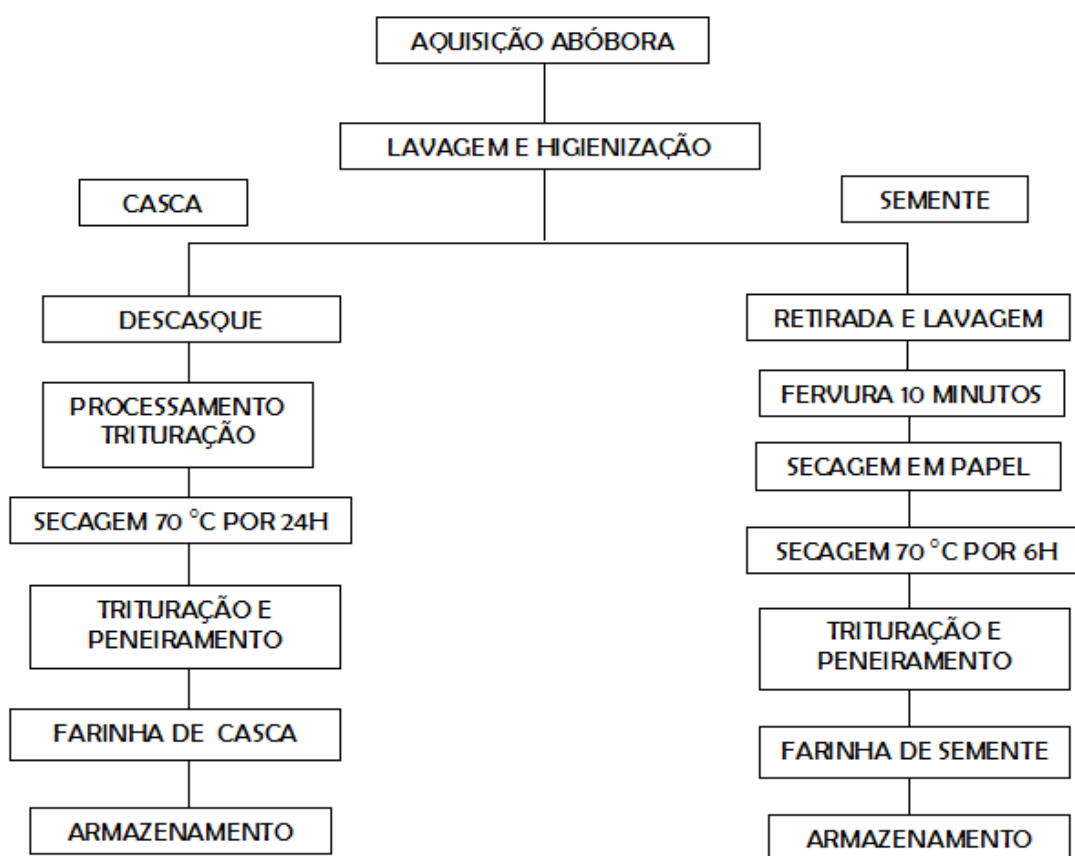 AQUISIÇÃO ABÓBORA
LAVAGEM E HIGIENIZAÇÃO
CASCA
SEMENTE
DESCASQUE
PROCESSAMENTO
TRITURAÇÃO
SECAGEM 70 °C POR 24H
TRITURAÇÃO E
PENEIRAMENTO
FARINHA DE CASCA
ARMAZENAMENTO
RETIRADA E LAVAGEM
FERVURA 10 MINUTOS
SECAGEM EM PAPEL
SECAGEM 70 °C POR 6H
TRITURAÇÃO E
PENEIRAMENTO
FARINHA DE SEMENTE
ARMAZENAMENTO